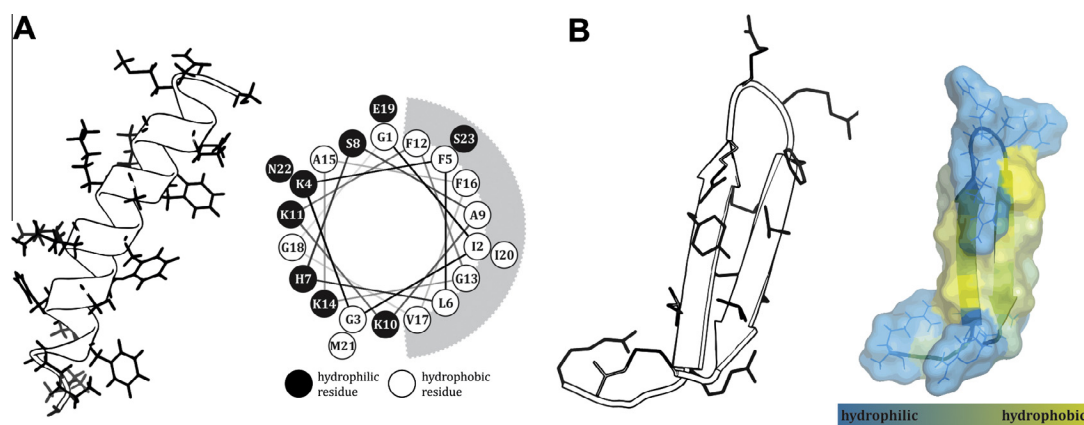 A
B
E19
G1
S23
S8
F12
A15
F5
N22
K4
F16
K11
A9
G18
I2
I20
H7
G13
K14
L6
G3
K10
V17
M21
hydrophilic residue
hydrophobic residue
hydrophilic
hydrophobic